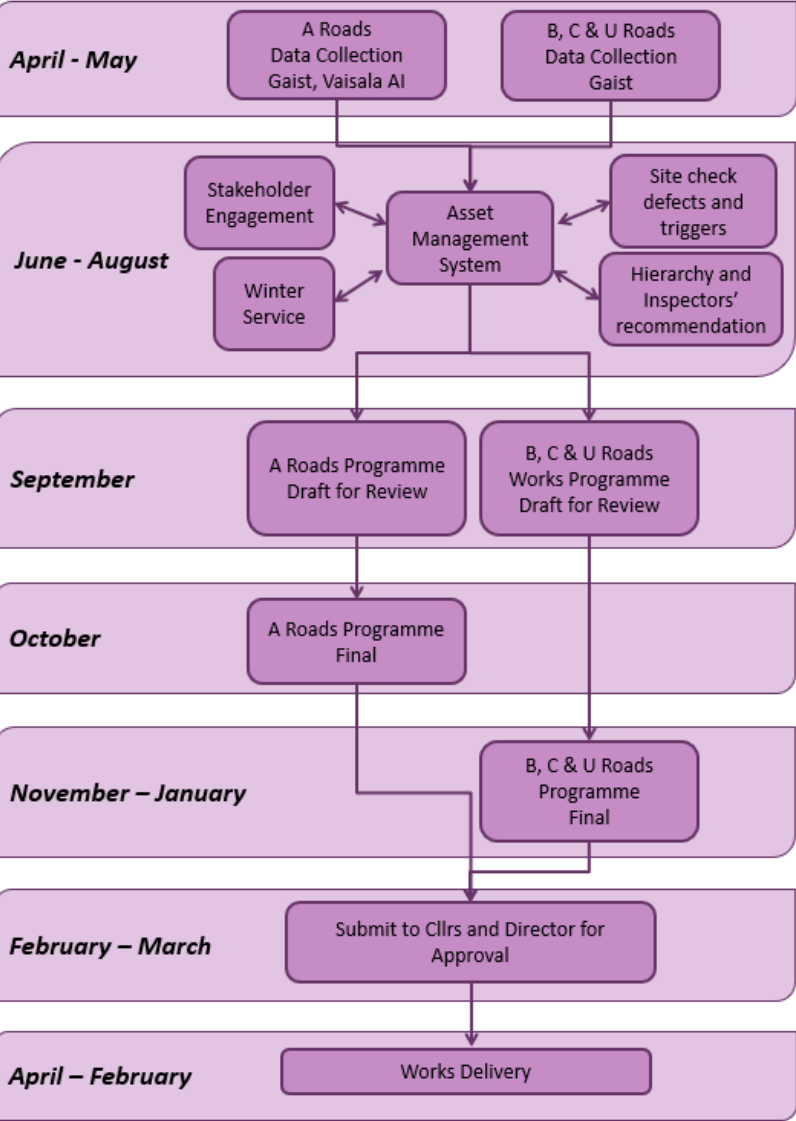 April - May
A Roads
Data Collection
Gaist, Vaisala AI
B, C & U Roads
Data Collection
Gaist
June - August
Stakeholder
Engagement
Winter
Service
Asset
Management
System
Site check
defects and
triggers
Hierarchy and
Inspectors’
recommendation
September
A Roads Programme
Draft for Review
B, C & U Roads
Works Programme
Draft for Review
October
A Roads Programme
Final
November – January
B, C & U Roads
Programme
Final
February – March
Submit to Cllrs and Director for
Approval
April – February
Works Delivery